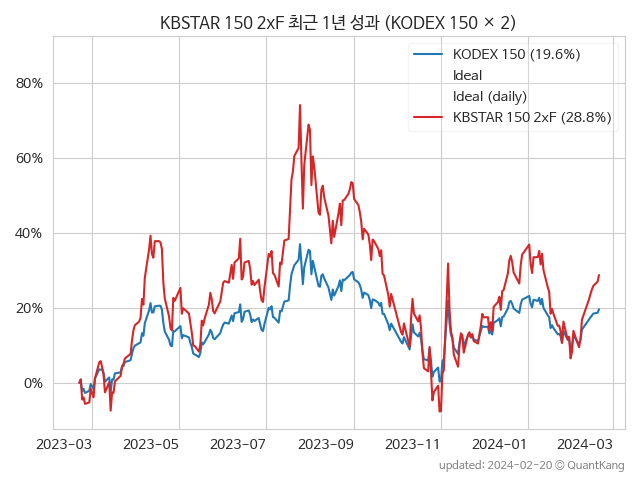 KBSTAR 150 2xF 최근 1년 성과 (KODEX 150 × 2)
KODEX 150 (19.6%)
Ideal
Ideal (daily)
KBSTAR 150 2xF (28.8%)
80%
60%
40%
20%
0%
2023-03 2023-05 2023-07 2023-09 2023-11 2024-01 2024-03
updated: 2024-02-20 © QuantKang